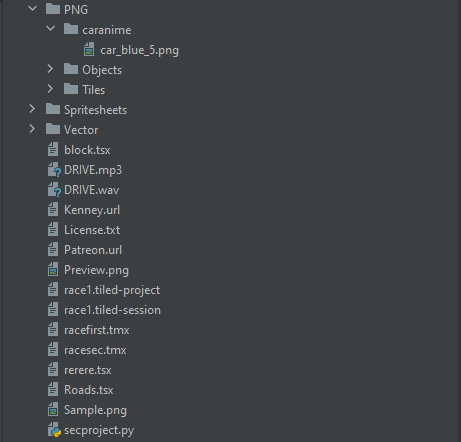 PNG
caranime
car_blue_5.png
Objects
Tiles
Spritesheets
Vector
block.tsx
DRIVE.mp3
DRIVE.wav
Kenney.url
License.txt
Patreon.url
Preview.png
race1.tiled-project
race1.tiled-session
racefirst.tmx
racesec.tmx
rerere.tsx
Roads.tsx
Sample.png
secproject.py